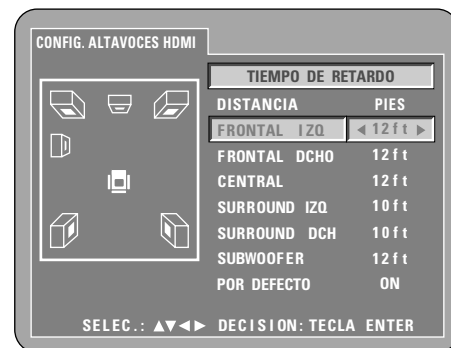 CONFIG. ALTAVOCES HDMI
TIEMPO DE RETARDO
DISTANCIA PIES
FRONTAL IZQ ◀ 12ft ▶
FRONTAL DCHO 12ft
CENTRAL 12ft
SURROUND IZQ 10ft
SURROUND DCH 10ft
SUBWOOFER 12ft
POR DEFECTO ON
SELEC.: ▲▼◀▶ DECISION: TECLA ENTER